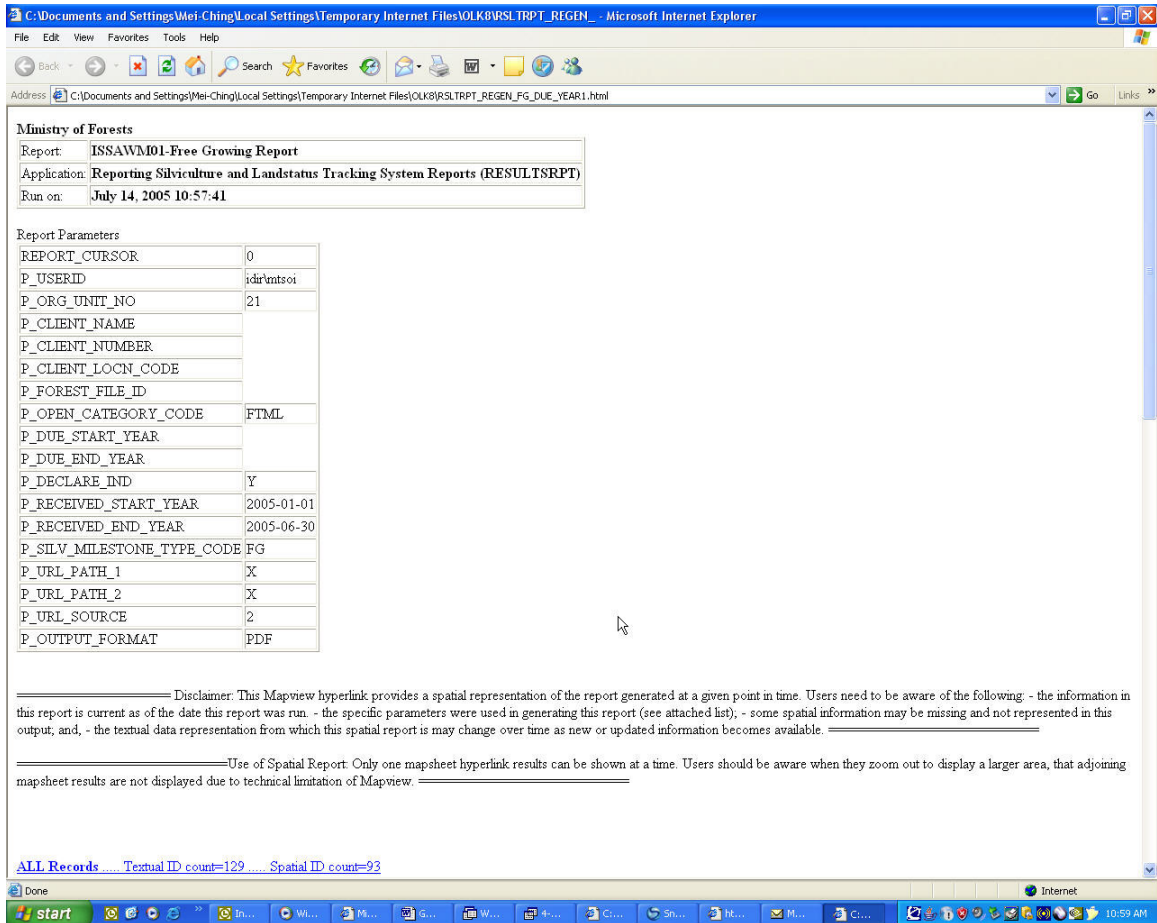 C:\Documents and Settings\Mei-Ching\Local Settings\Temporary Internet Files\OLK8\RSLTRPT_REGEN_ - Microsoft Internet Explorer
File Edit View Favorites Tools Help
Back Search Favorites
Address C:\Documents and Settings\Mei-Ching\Local Settings\Temporary Internet Files\OLK8\RSLTRPT_REGEN_FG_DUE_YEAR1.html Go Links »
Ministry of Forests
Report: ISSAWM01-Free Growing Report
Application: Reporting Silviculture and Landstatus Tracking System Reports (RESULTSRPT)
Run on: July 14, 2005 10:57:41
Report Parameters
REPORT_CURSOR 0
P_USERID idir\mtsoi
P_ORG_UNIT_NO 21
P_CLIENT_NAME
P_CLIENT_NUMBER
P_CLIENT_LOCN_CODE
P_FOREST_FILE_ID
P_OPEN_CATEGORY_CODE FTML
P_DUE_START_YEAR
P_DUE_END_YEAR
P_DECLARE_IND Y
P_RECEIVED_START_YEAR 2005-01-01
P_RECEIVED_END_YEAR 2005-06-30
P_SILV_MILESTONE_TYPE_CODE FG
P_URL_PATH_1 X
P_URL_PATH_2 X
P_URL_SOURCE 2
P_OUTPUT_FORMAT PDF
Disclaimer: This Mapview hyperlink provides a spatial representation of the report generated at a given point in time. Users need to be aware of the following: - the information in
this report is current as of the date this report was run. - the specific parameters were used in generating this report (see attached list); - some spatial information may be missing and not represented in this
output; and, - the textual data representation from which this spatial report is may change over time as new or updated information becomes available.
Use of Spatial Report: Only one mapsheet hyperlink results can be shown at a time. Users should be aware when they zoom out to display a larger area, that adjoining
mapsheet results are not displayed due to technical limitation of Mapview.
ALL Records ..... Textual ID count=129 ..... Spatial ID count=93
Done Internet
start » In... Wi... Mi... G... W... 4-... C:... Sn... ht... M... C:... 10:59 AM